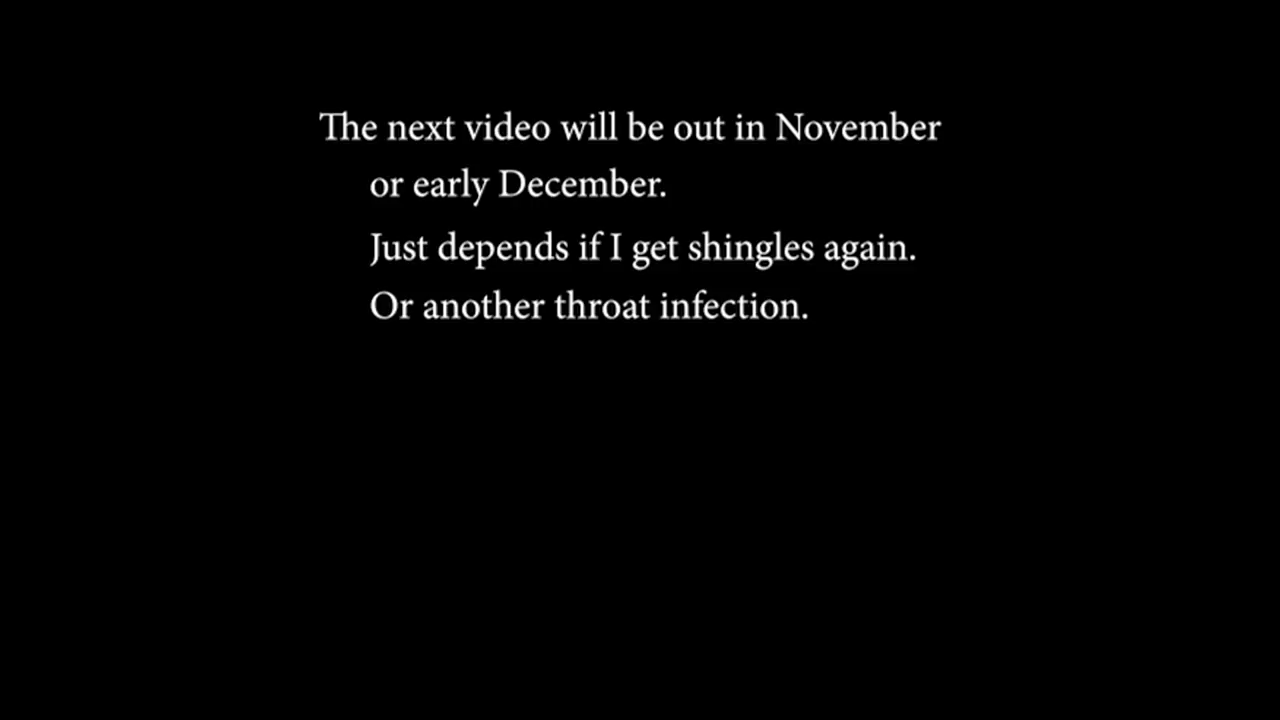 The next video will be out in November
or early December.
Just depends if I get shingles again.
Or another throat infection.